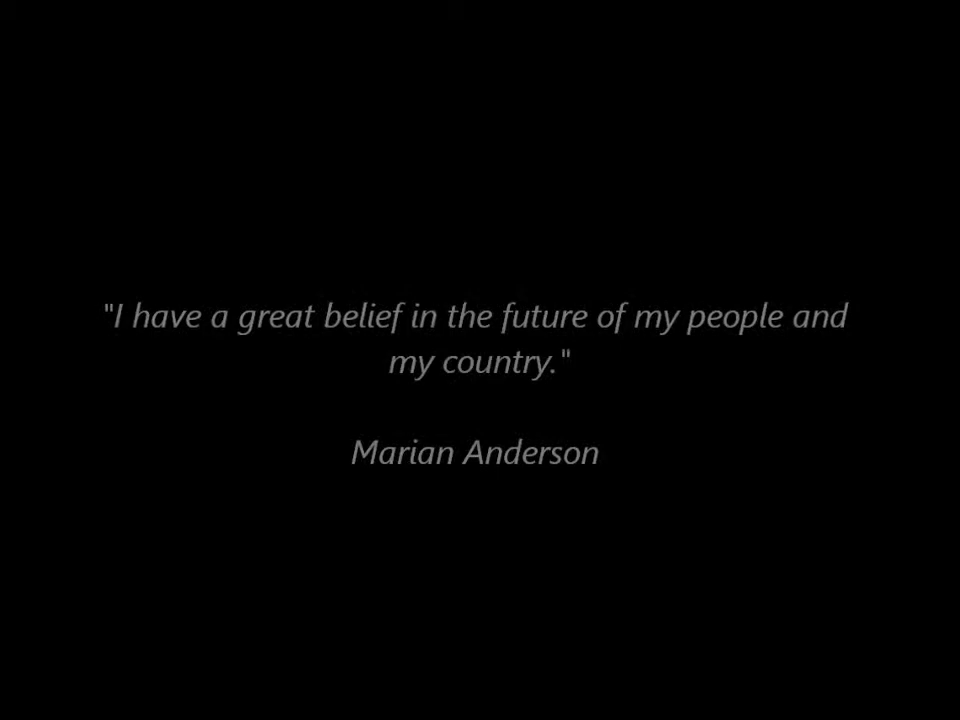 "I have a great belief in the future of my people and
my country."
Marian Anderson